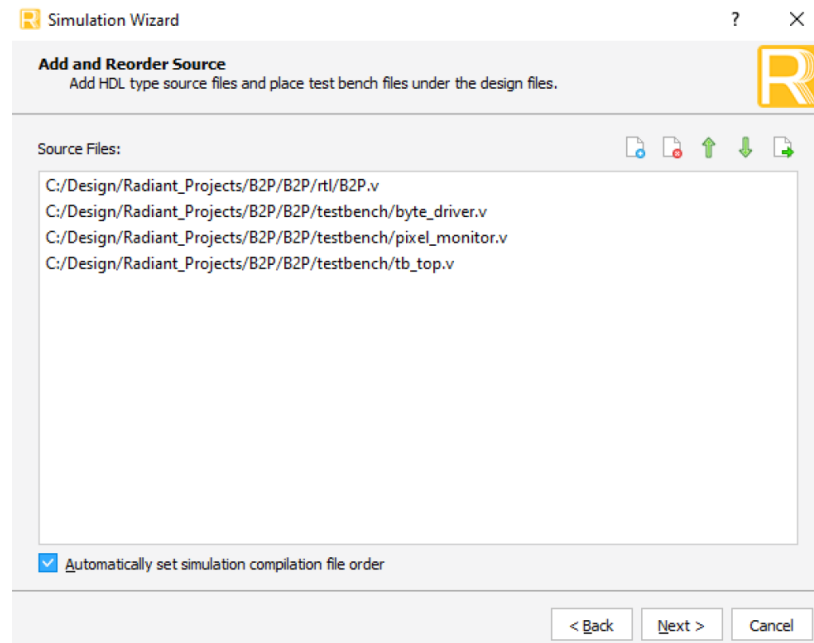 Simulation Wizard
?
Add and Reorder Source
Add HDL type source files and place test bench files under the design files.
Source Files:
C:/Design/Radiant_Projects/B2P/B2P/rtl/B2P.v
C:/Design/Radiant_Projects/B2P/B2P/testbench/byte_driver.v
C:/Design/Radiant_Projects/B2P/B2P/testbench/pixel_monitor.v
C:/Design/Radiant_Projects/B2P/B2P/testbench/tb_top.v
Automatically set simulation compilation file order
< Back Next > Cancel